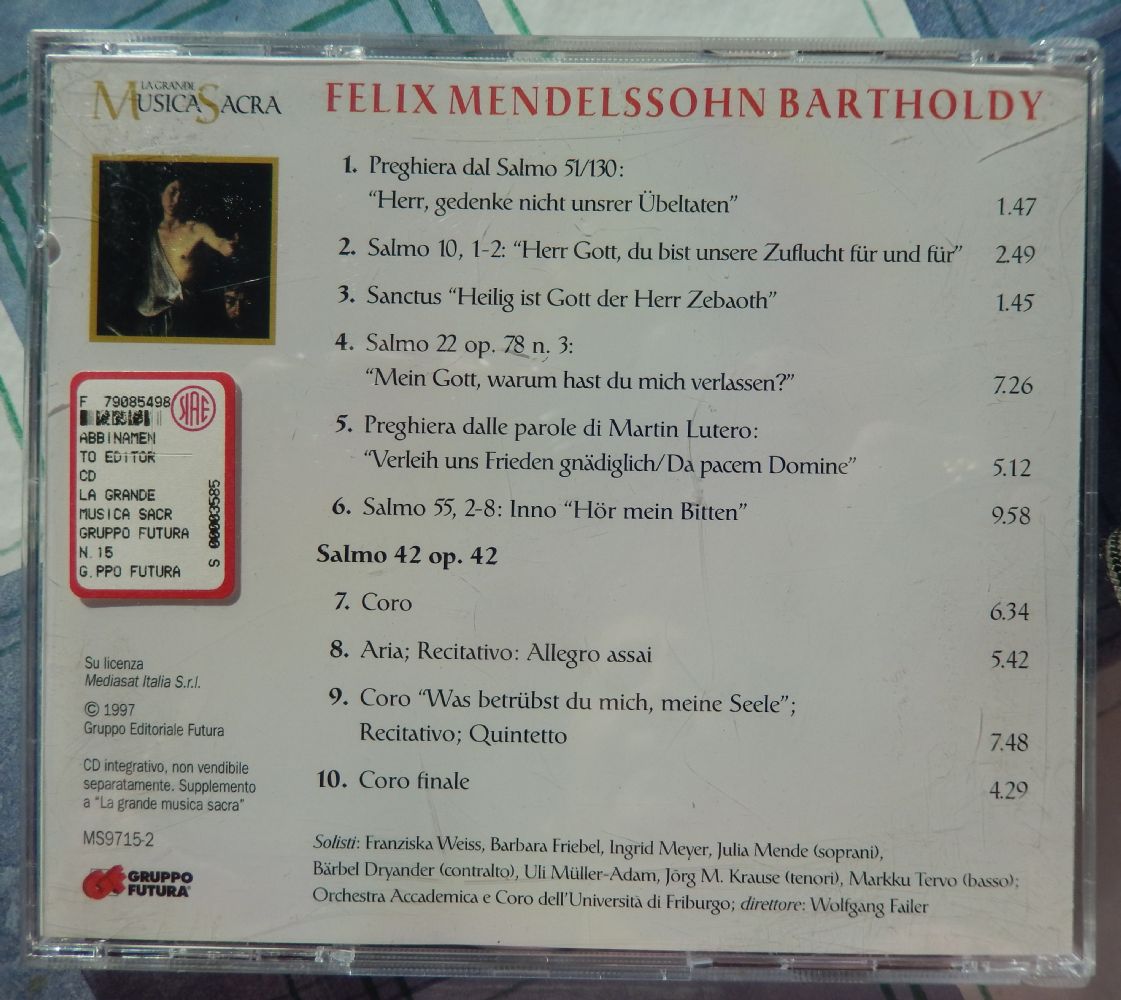 LA GRANDE
MUSICA SACRA
FELIX MENDELSSOHN BARTHOLDY
1. Preghiera dal Salmo 51/130:
“Herr, gedenke nicht unsrer Übeltaten” 1.47
2. Salmo 10, 1-2: “Herr Gott, du bist unsere Zuflucht für und für” 2.49
3. Sanctus “Heilig ist Gott der Herr Zebaoth” 1.45
4. Salmo 22 op. 78 n. 3:
“Mein Gott, warum hast du mich verlassen?” 7.26
5. Preghiera dalle parole di Martin Lutero:
“Verleih uns Frieden gnädiglich/Da pacem Domine” 5.12
6. Salmo 55, 2-8: Inno “Hör mein Bitten” 9.58
Salmo 42 op. 42
7. Coro 6.34
8. Aria; Recitativo: Allegro assai 5.42
9. Coro “Was betrübst du mich, meine Seele”;
Recitativo; Quintetto 7.48
10. Coro finale 4.29
Solisti: Franziska Weiss, Barbara Friebel, Ingrid Meyer, Julia Mende (soprani),
Bärbel Dryander (contralto), Uli Müller-Adam, Jörg M. Krause (tenori), Markku Tervo (basso);
Orchestra Accademica e Coro dell’Università di Friburgo; direttore: Wolfgang Failer
F 79085498
SIAE
ABBINAMEN
TO EDITOR
CD
LA GRANDE
MUSICA SACR
GRUPPO FUTURA
N.15
G.PPO FUTURA
S 00003585
Su licenza
Mediasat Italia S.r.l.
© 1997
Gruppo Editoriale Futura
CD integrativo, non vendibile
separatamente. Supplemento
a “La grande musica sacra”
MS9715-2
GRUPPO
FUTURA